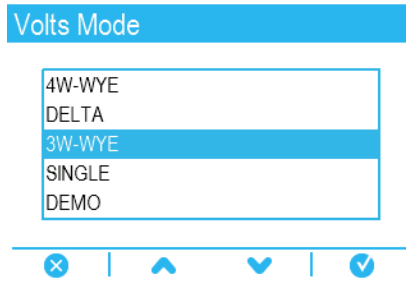 Volts Mode
4W-WYE
DELTA
3W-WYE
SINGLE
DEMO